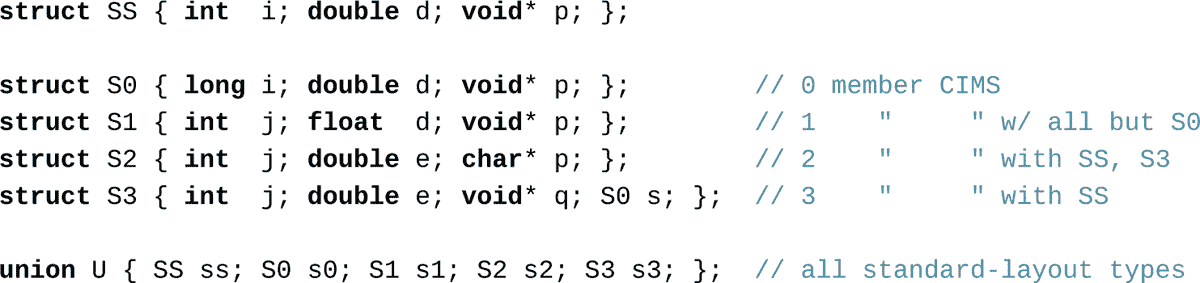 struct SS { int  i; double d; void* p; };
struct S0 { long i; double d; void* p; };        // 0 member CIMS
struct S1 { int  j; float  d; void* p; };        // 1    "     " w/ all but S0
struct S2 { int  j; double e; char* p; };        // 2    "     " with SS, S3
struct S3 { int  j; double e; void* q; S0 s; };  // 3    "     " with SS
union U { SS ss; S0 s0; S1 s1; S2 s2; S3 s3; };  // all standard-layout types